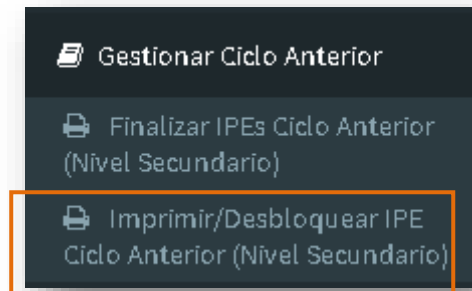 Gestionar Ciclo Anterior
Finalizar IPEs Ciclo Anterior
(Nivel Secundario)
Imprimir/Desbloquear IPE
Ciclo Anterior (Nivel Secundario)